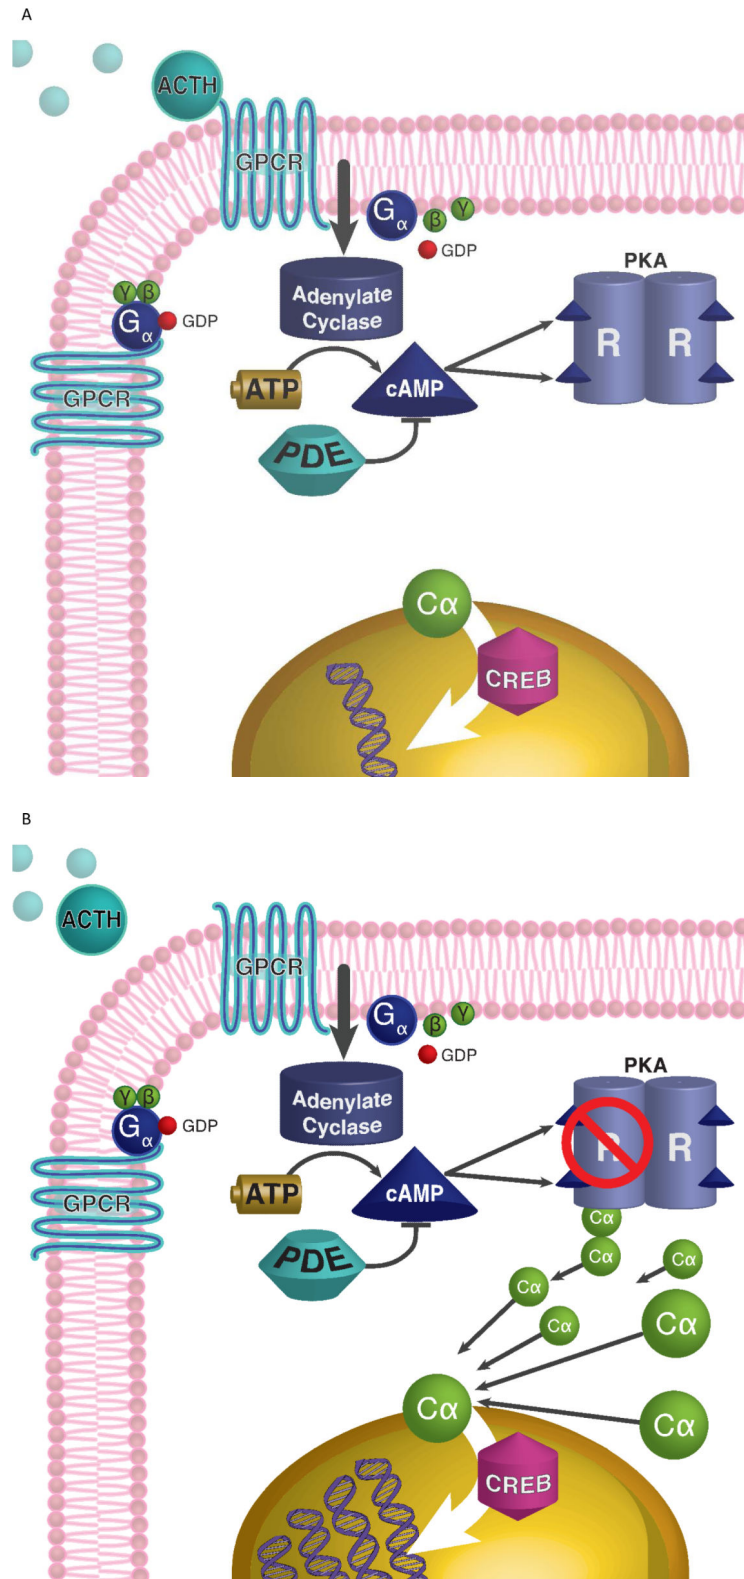 A
ACTH
GPCR
Gα
β
γ
GDP
PKA
Adenylate
Cyclase
R
R
γ
β
Gα
GDP
ATP
cAMP
GPCR
PDE
Cα
CREB
B
ACTH
GPCR
Gα
β
γ
GDP
PKA
Adenylate
Cyclase
R
R
γ
β
Gα
GDP
ATP
cAMP
GPCR
Cα
PDE
Cα
Cα
Cα
Cα
Cα
Cα
Cα
CREB